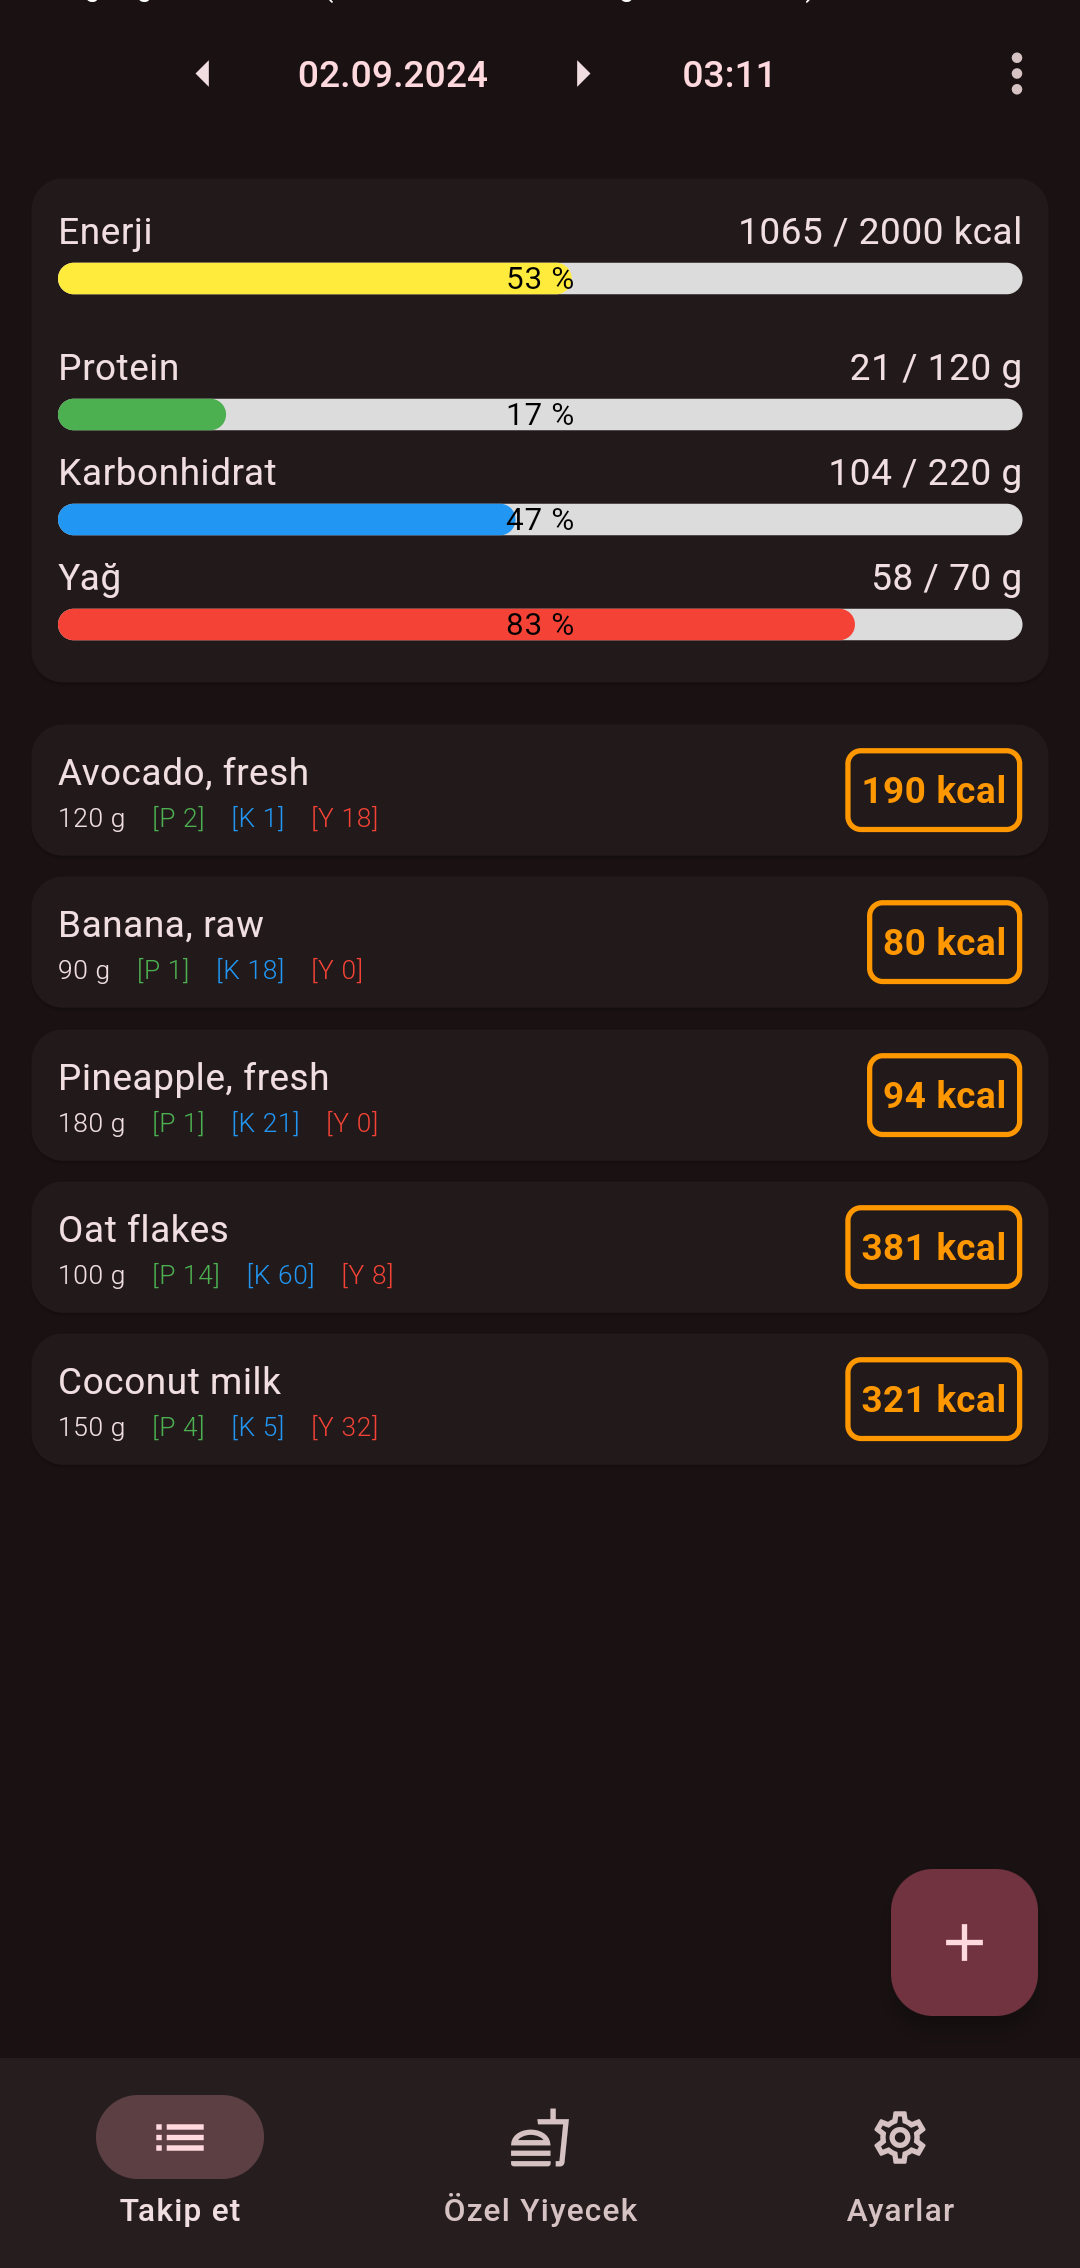 02.09.2024 03:11
Enerji 1065 / 2000 kcal
53 %
Protein 21 / 120 g
17 %
Karbonhidrat 104 / 220 g
47 %
Yağ 58 / 70 g
83 %
Avocado, fresh
120 g [P 2] [K 1] [Y 18]
190 kcal
Banana, raw
90 g [P 1] [K 18] [Y 0]
80 kcal
Pineapple, fresh
180 g [P 1] [K 21] [Y 0]
94 kcal
Oat flakes
100 g [P 14] [K 60] [Y 8]
381 kcal
Coconut milk
150 g [P 4] [K 5] [Y 32]
321 kcal
+
Takip et Özel Yiyecek Ayarlar